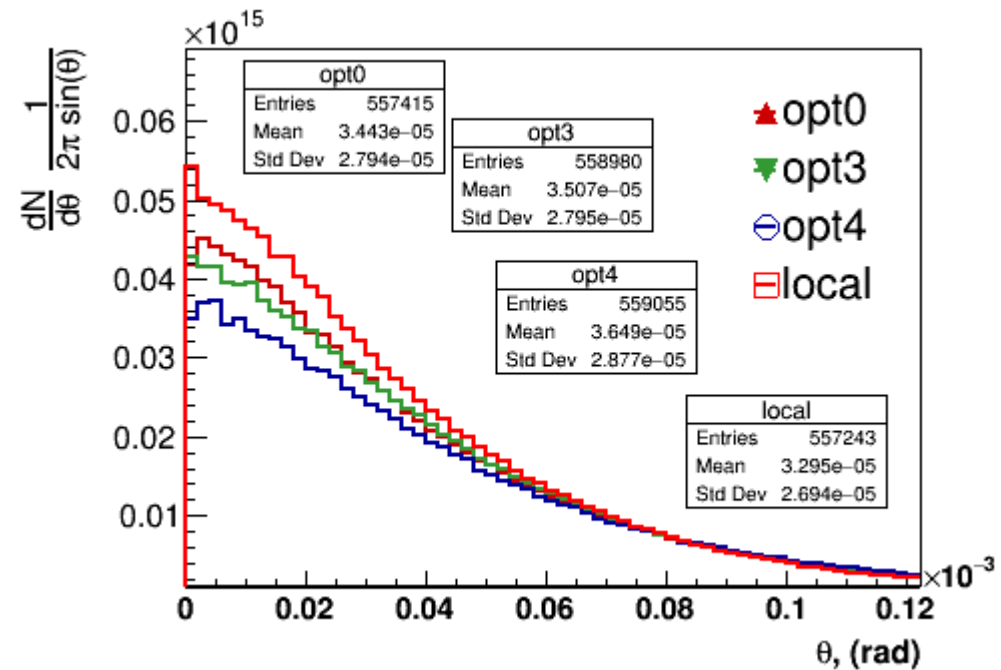 ×10^15
dN/dθ 1/(2π sin(θ))
0.06
0.05
0.04
0.03
0.02
0.01
opt0
Entries 557415
Mean 3.443e−05
Std Dev 2.794e−05
opt3
Entries 558980
Mean 3.507e−05
Std Dev 2.795e−05
opt4
Entries 559055
Mean 3.649e−05
Std Dev 2.877e−05
local
Entries 557243
Mean 3.295e−05
Std Dev 2.694e−05
opt0
opt3
opt4
local
0 0.02 0.04 0.06 0.08 0.1 0.12
×10^−3
θ, (rad)